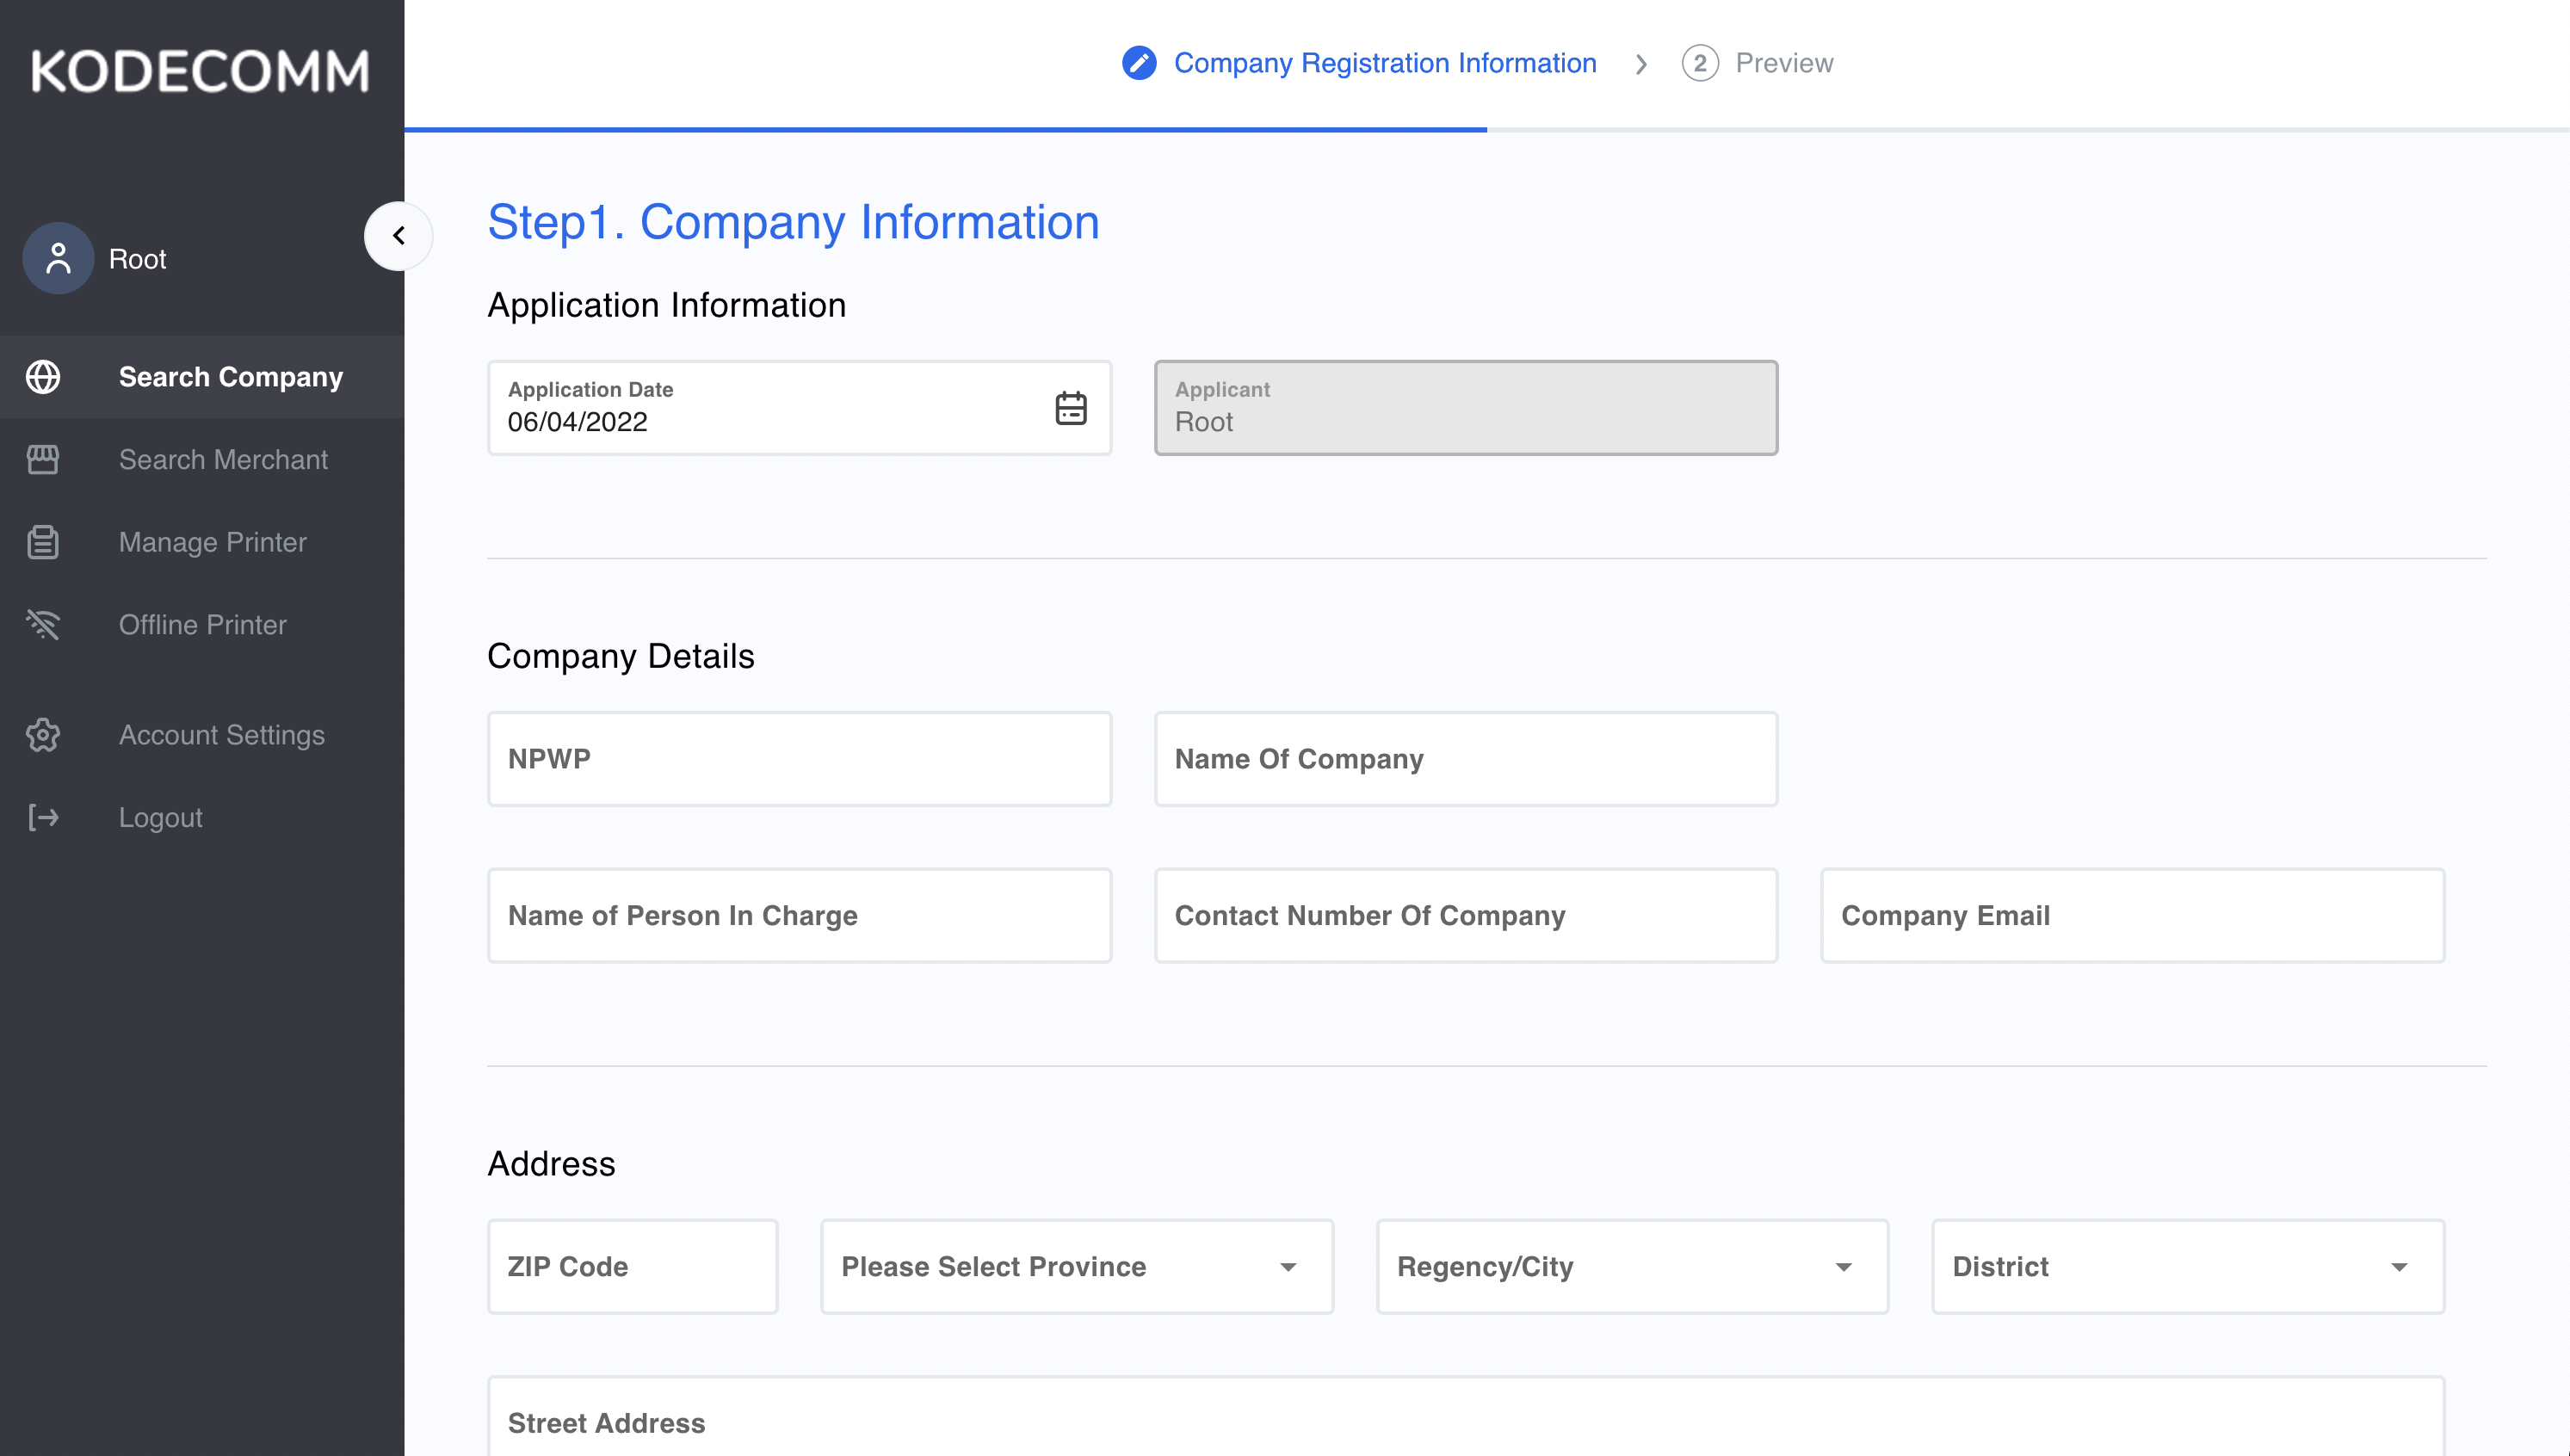 KODECOMM
Root
Search Company
Search Merchant
Manage Printer
Offline Printer
Account Settings
Logout
Company Registration Information
2 Preview
Step1. Company Information
Application Information
Application Date
06/04/2022
Applicant
Root
Company Details
NPWP
Name Of Company
Name of Person In Charge
Contact Number Of Company
Company Email
Address
ZIP Code
Please Select Province
Regency/City
District
Street Address